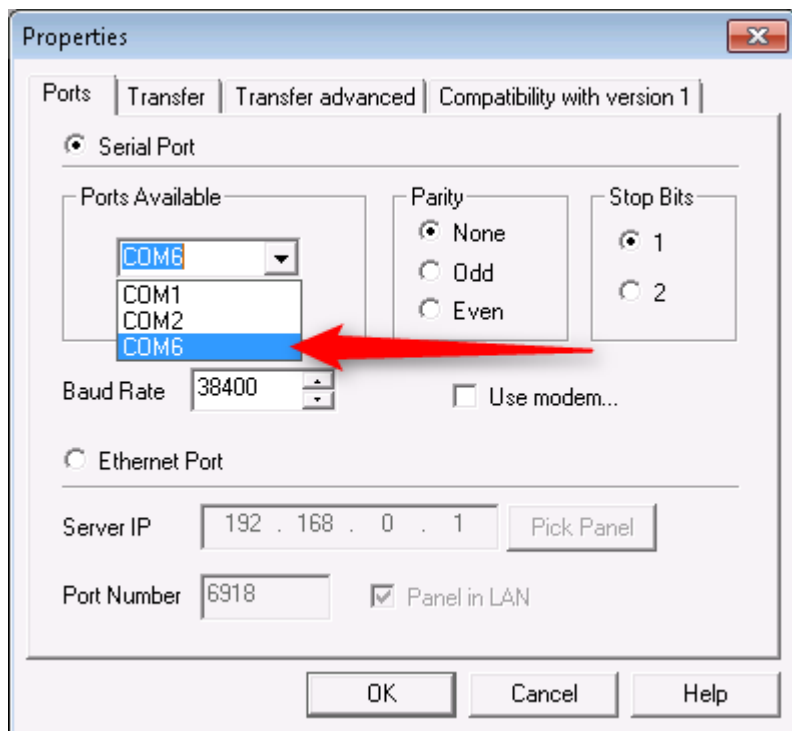 Properties
Ports Transfer Transfer advanced Compatibility with version 1
Serial Port
Ports Available Parity Stop Bits
COM6 None 1
COM1 Odd 2
COM2 Even
COM6
Baud Rate 38400 Use modem...
Ethernet Port
Server IP 192 . 168 . 0 . 1 Pick Panel
Port Number 6918 Panel in LAN
OK Cancel Help